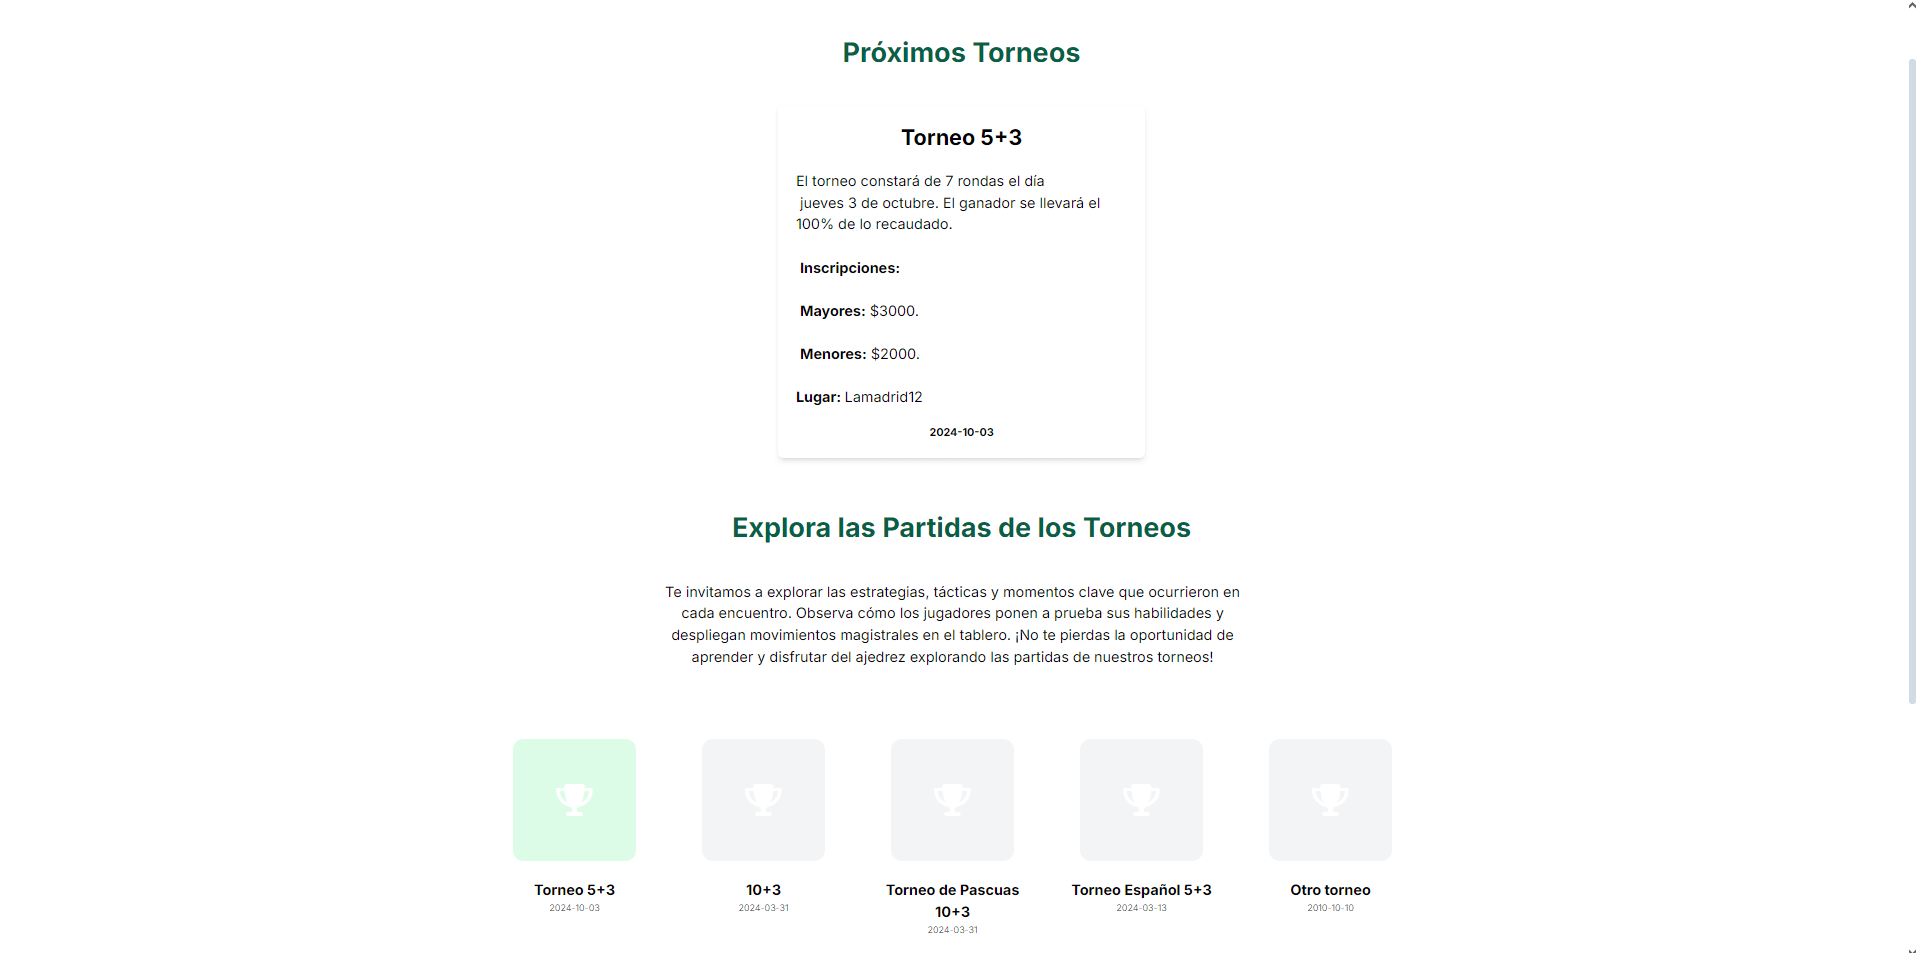 Próximos Torneos
Torneo 5+3
El torneo constará de 7 rondas el día
jueves 3 de octubre. El ganador se llevará el
100% de lo recaudado.
Inscripciones:
Mayores: $3000.
Menores: $2000.
Lugar: Lamadrid12
2024-10-03
Explora las Partidas de los Torneos
Te invitamos a explorar las estrategias, tácticas y momentos clave que ocurrieron en
cada encuentro. Observa cómo los jugadores ponen a prueba sus habilidades y
despliegan movimientos magistrales en el tablero. ¡No te pierdas la oportunidad de
aprender y disfrutar del ajedrez explorando las partidas de nuestros torneos!
Torneo 5+3
2024-10-03
10+3
2024-03-31
Torneo de Pascuas
10+3
2024-03-31
Torneo Español 5+3
2024-03-13
Otro torneo
2010-10-10